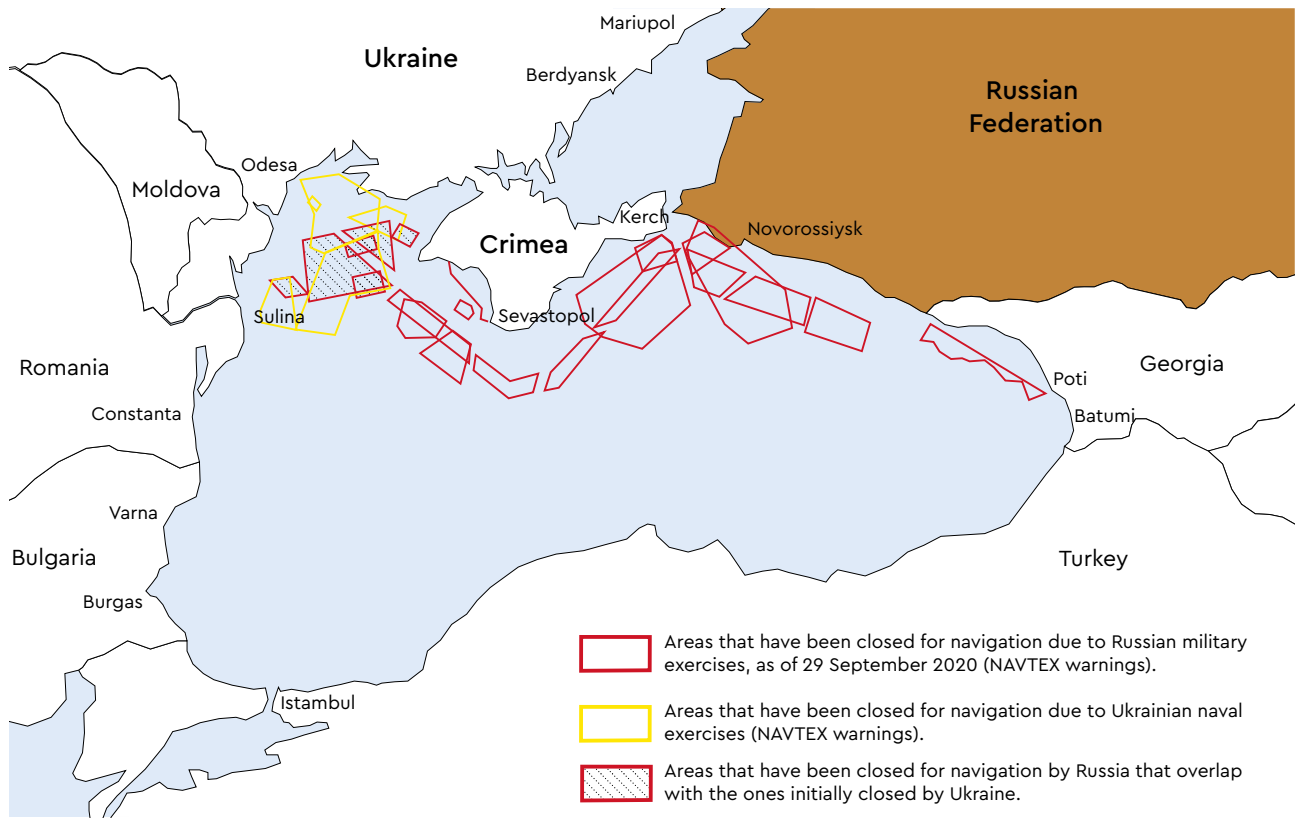 Mariupol
Ukraine
Berdyansk
Russian
Federation
Odesa
Moldova
Kerch
Novorossiysk
Crimea
Sulina
Sevastopol
Romania
Georgia
Poti
Constanta
Batumi
Varna
Bulgaria
Turkey
Burgas
Areas that have been closed for navigation due to Russian military
exercises, as of 29 September 2020 (NAVTEX warnings).
Istambul
Areas that have been closed for navigation due to Ukrainian naval
exercises (NAVTEX warnings).
Areas that have been closed for navigation by Russia that overlap
with the ones initially closed by Ukraine.